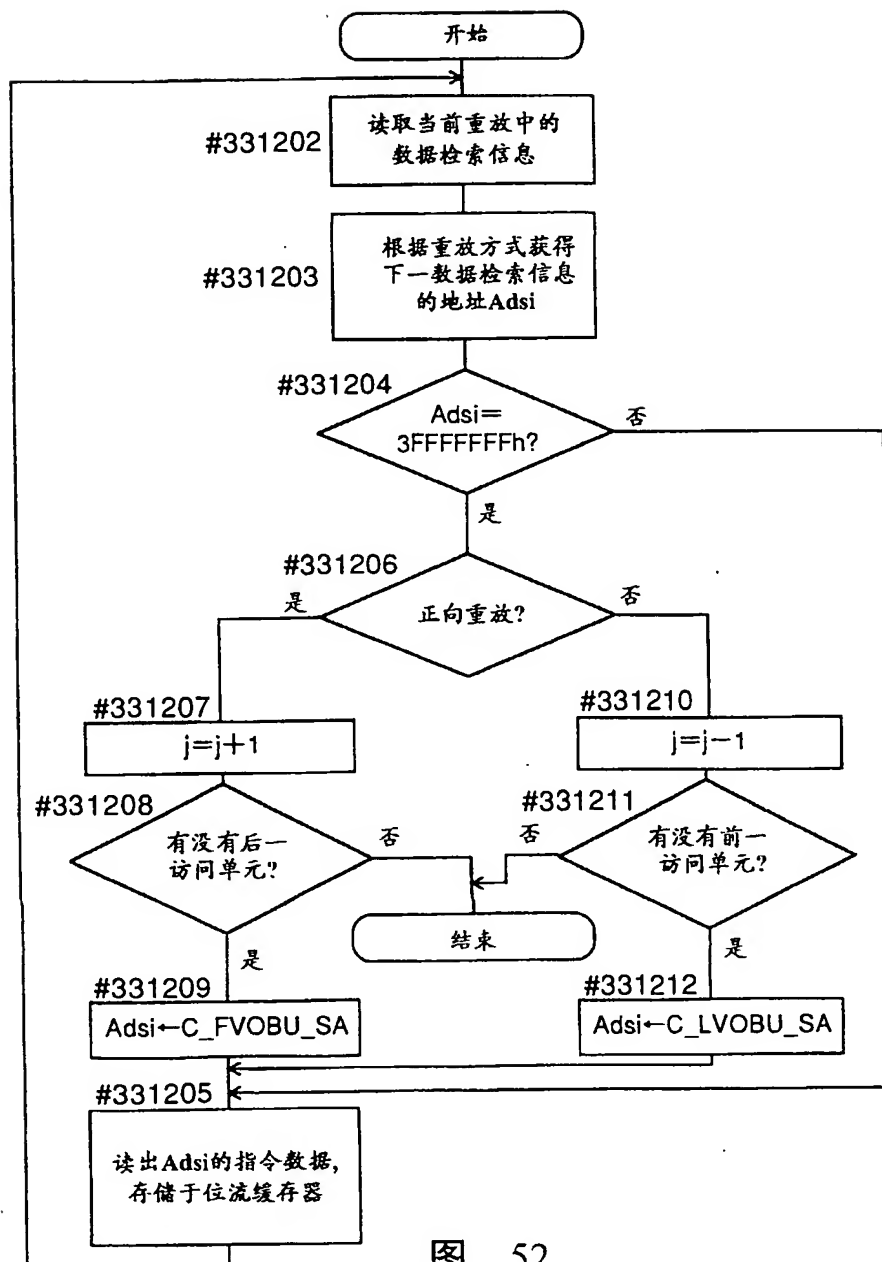 开始
#331202
读取当前重放中的
数据检索信息
#331203
根据重放方式获得
下一数据检索信息
的地址Adsi
#331204
Adsi=
3FFFFFFFh?
否
是
#331206
正向重放?
是
否
#331207
j=j+1
#331210
j=j-1
#331208
有没有后一
访问单元?
否
#331211
有没有前一
访问单元?
否
结束
是
是
#331209
Adsi←C_FVOBU_SA
#331212
Adsi←C_LVOBU_SA
#331205
读出Adsi的指令数据,
存储于位流缓存器
图 52